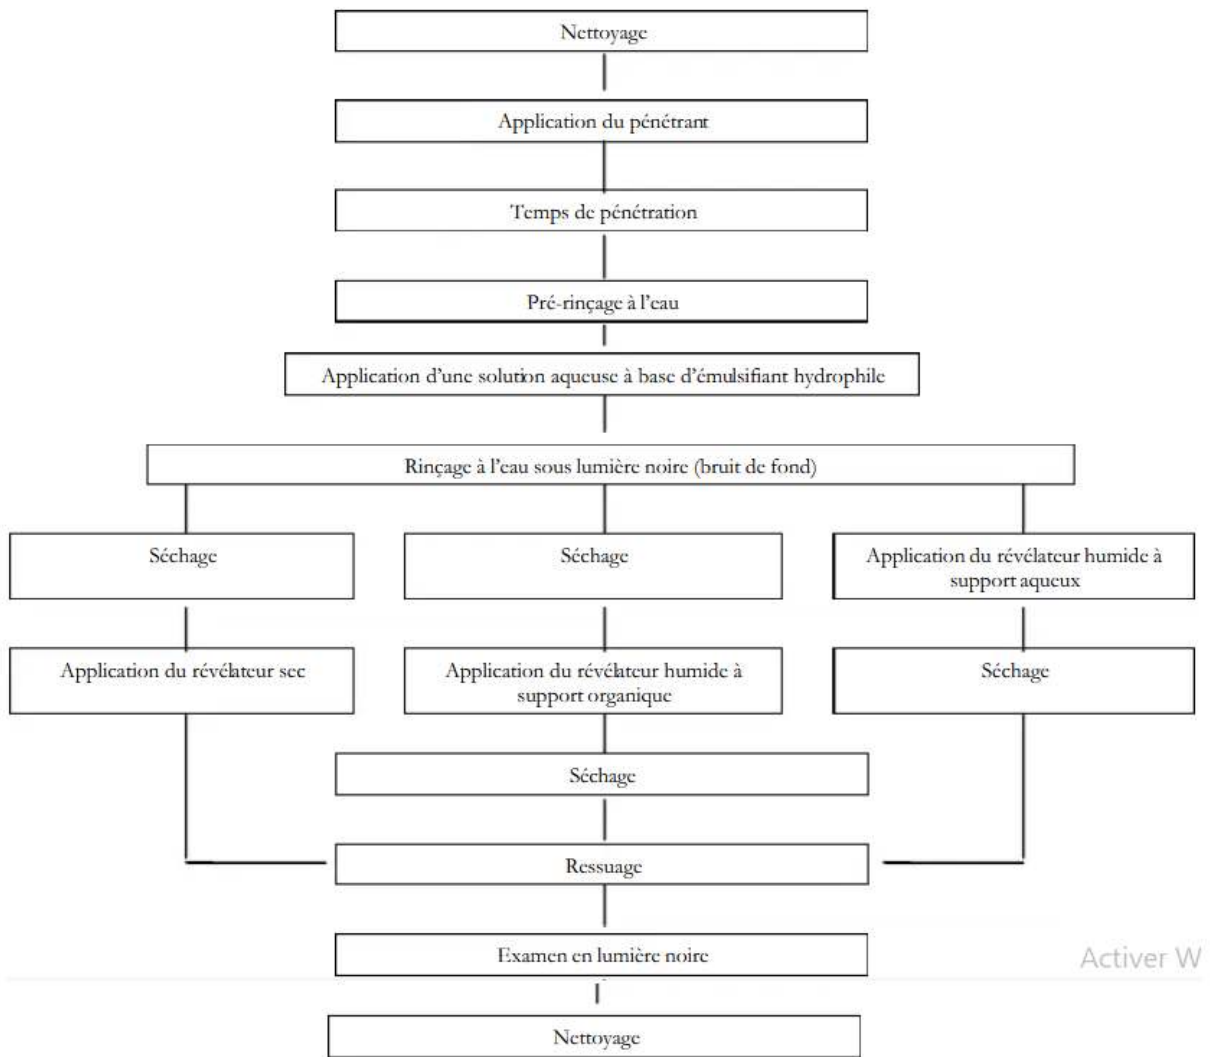 Nettoyage
Application du pénétrant
Temps de pénétration
Pré-rinçage à l'eau
Application d'une solution aqueuse à base d'émulsifiant hydrophile
Rinçage à l'eau sous lumière noire (bruit de fond)
Séchage
Séchage
Application du révélateur humide à
support aqueux
Application du révélateur sec
Application du révélateur humide à
support organique
Séchage
Séchage
Ressuage
Examen en lumière noire
Activer W
Nettoyage